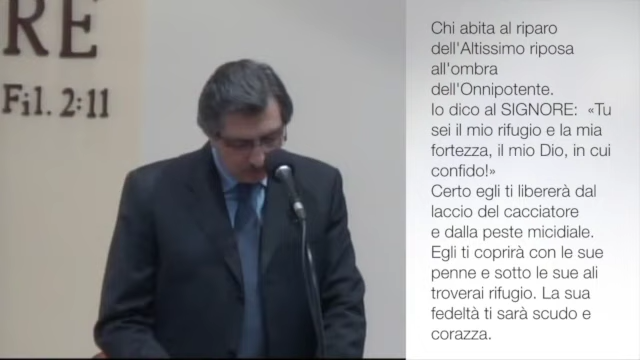 RE
Fil. 2:11
Chi abita al riparo
dell'Altissimo riposa
all'ombra
dell'Onnipotente.
Io dico al SIGNORE:  «Tu
sei il mio rifugio e la mia
fortezza, il mio Dio, in cui
confido!»
Certo egli ti libererà dal
laccio del cacciatore
e dalla peste micidiale.
Egli ti coprirà con le sue
penne e sotto le sue ali
troverai rifugio. La sua
fedeltà ti sarà scudo e
corazza.